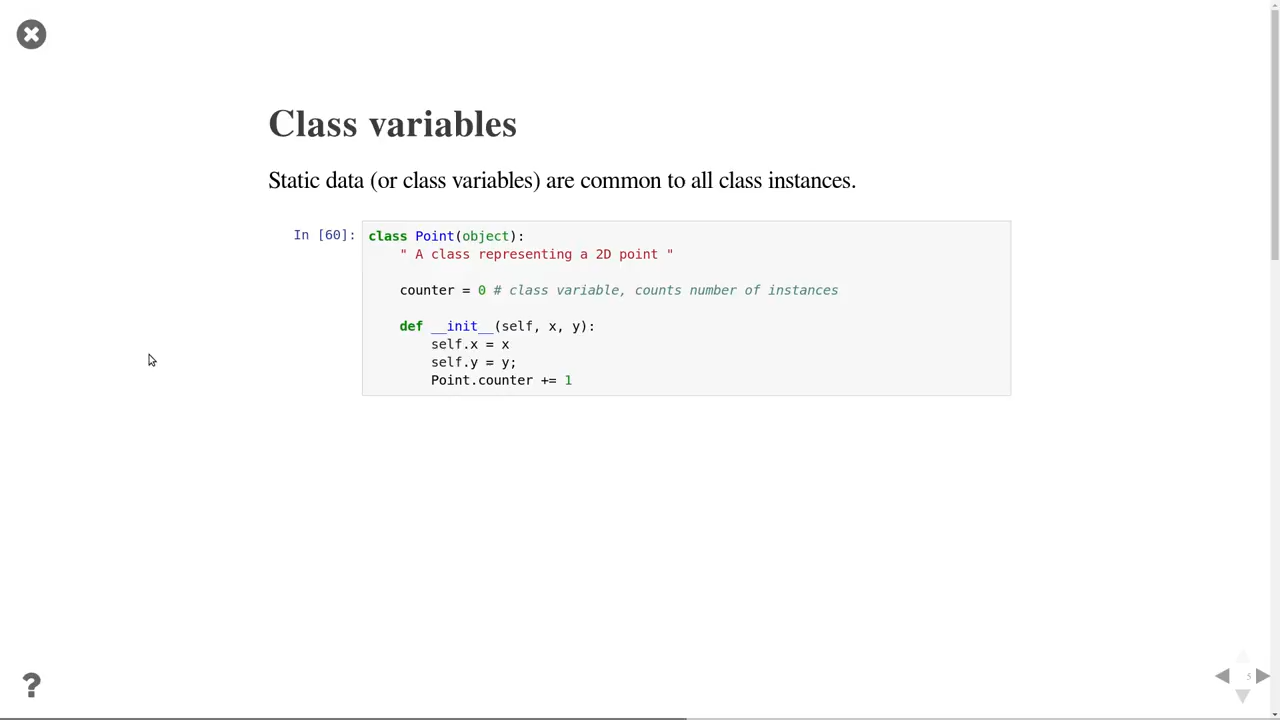 Class variables
Static data (or class variables) are common to all class instances.
In [60]:
class Point(object):
    " A class representing a 2D point "
    counter = 0 # class variable, counts number of instances
    def __init__(self, x, y):
        self.x = x
        self.y = y;
        Point.counter += 1
?
5